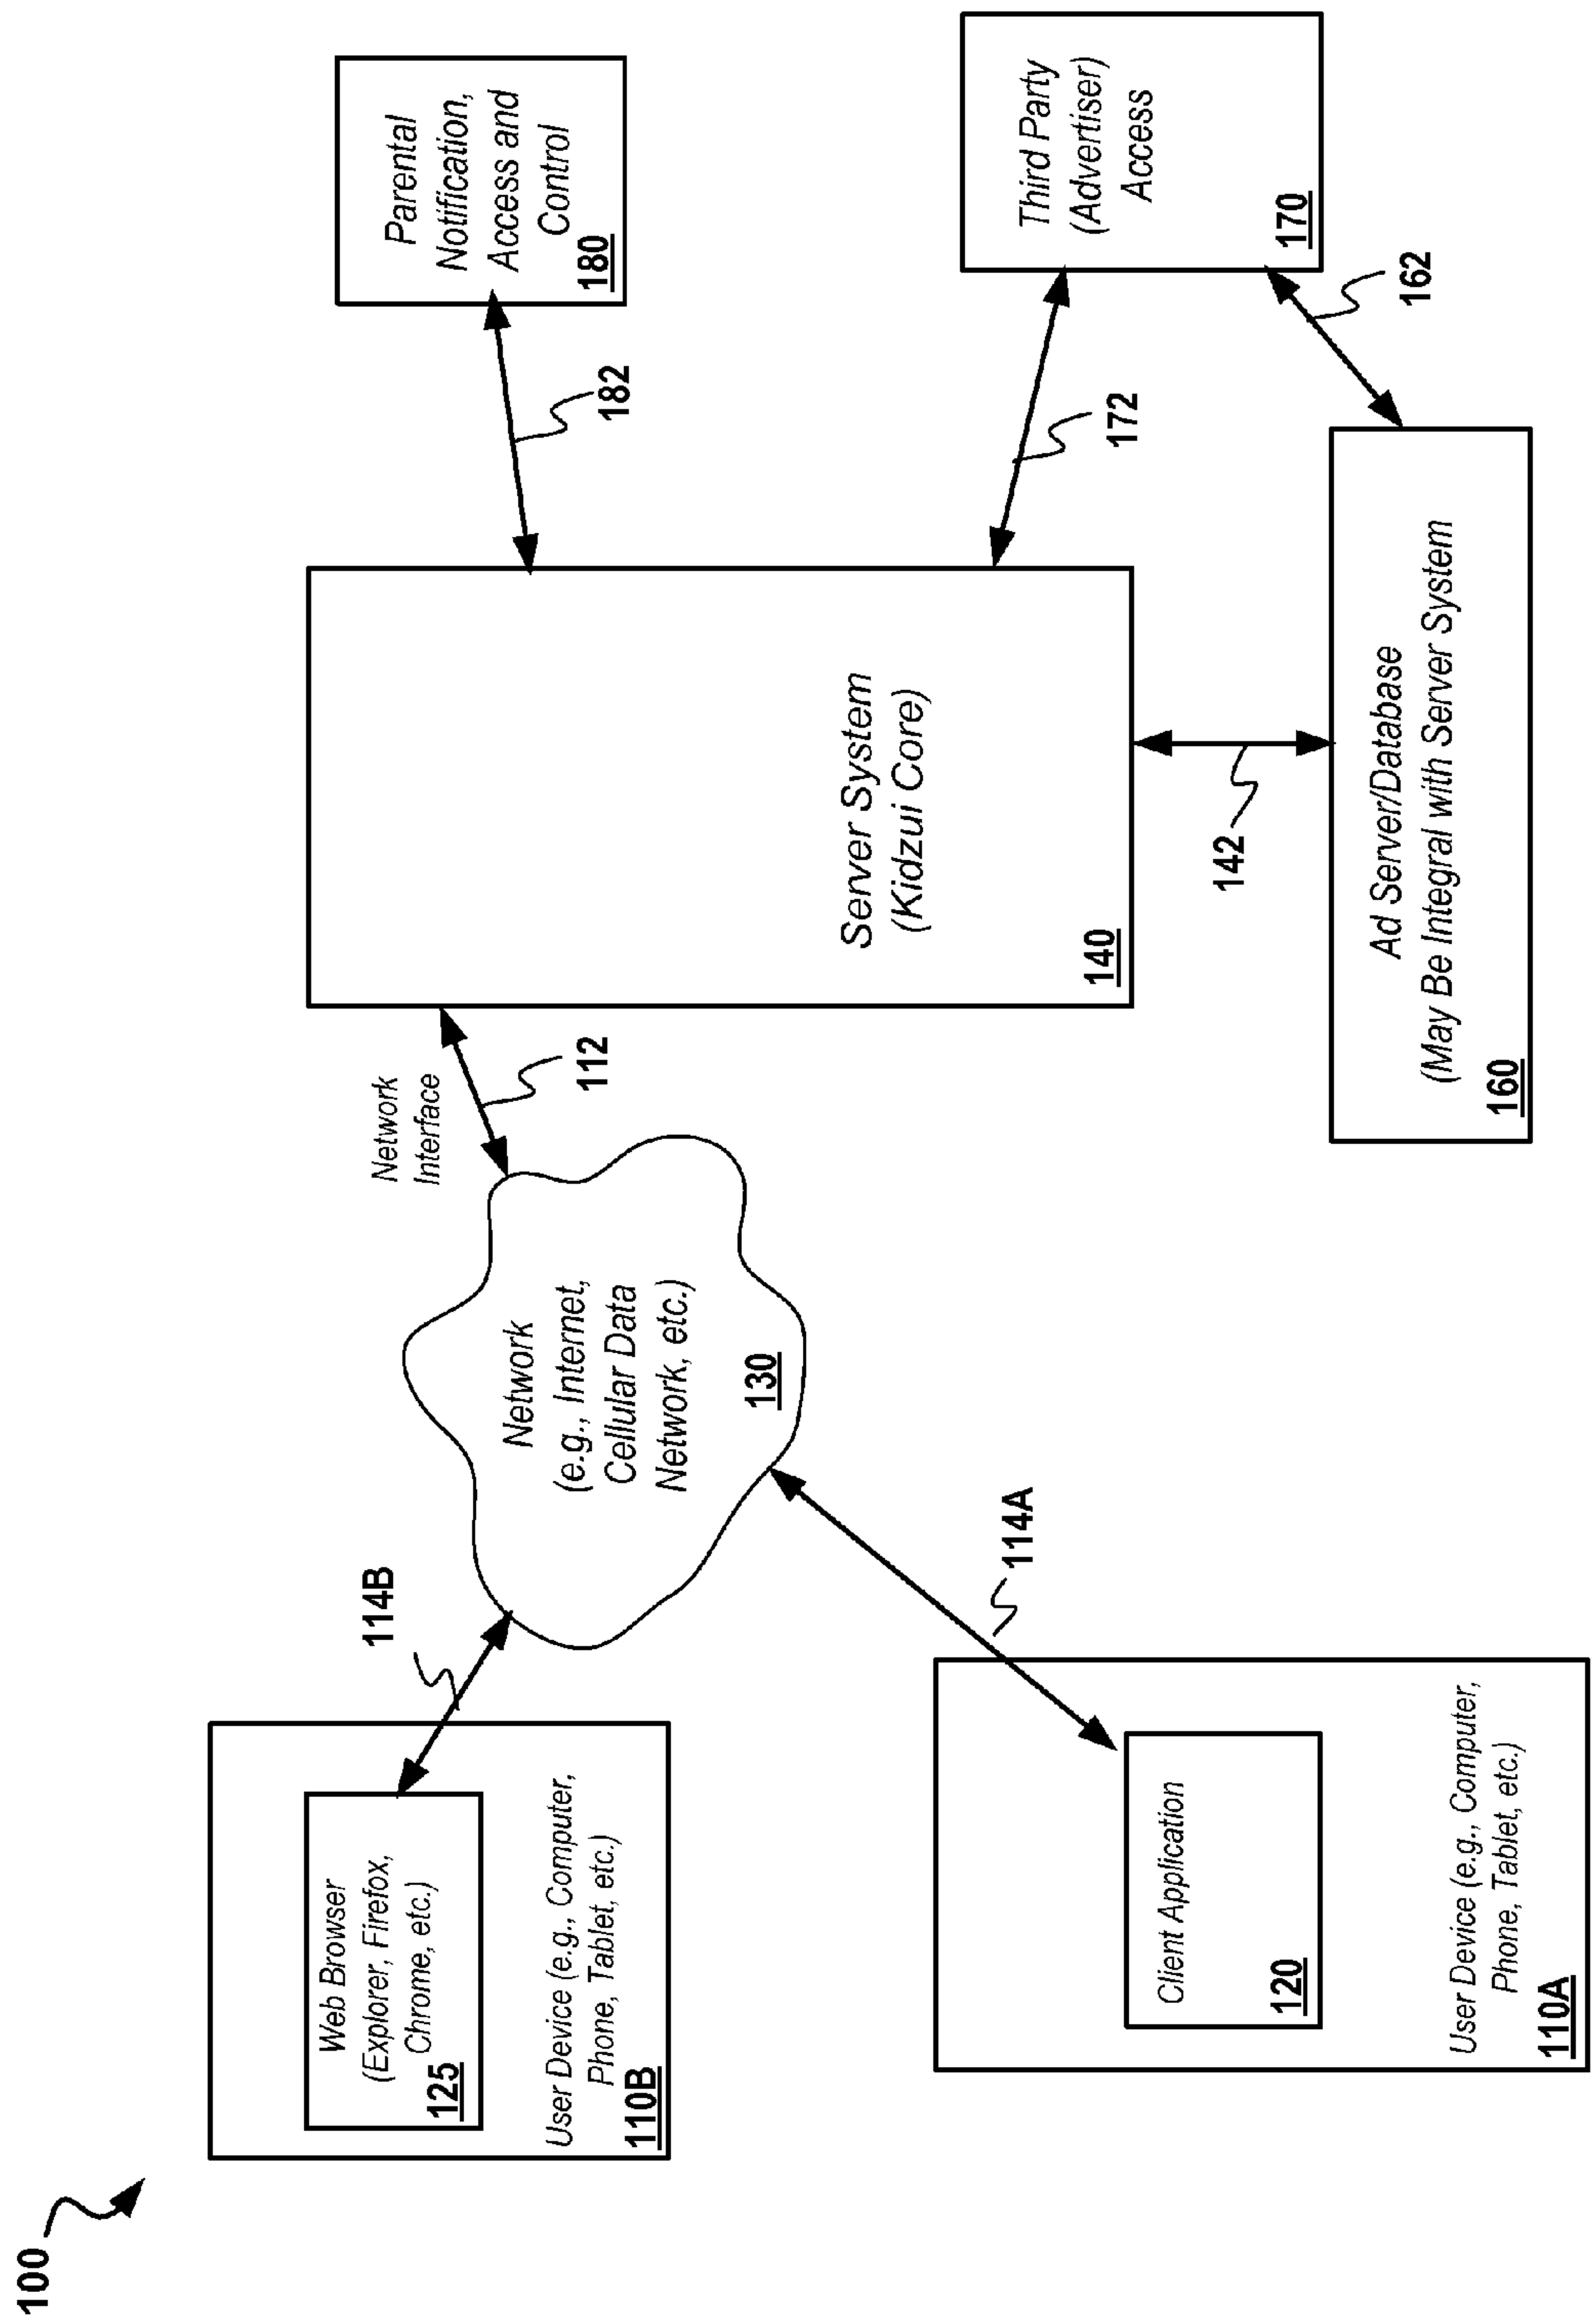 100
Web Browser
(Explorer, Firefox,
Chrome, etc.)
125
User Device (e.g., Computer,
Phone, Tablet, etc.)
110B
114B
Network
(e.g., Internet,
Cellular Data
Network, etc.)
130
Network
Interface
112
Client Application
120
User Device (e.g., Computer,
Phone, Tablet, etc.)
110A
114A
Server System
(Kidzui Core)
140
182
Parental
Notification,
Access and
Control
180
172
Third Party
(Advertiser)
Access
170
162
142
Ad Server/Database
(May Be Integral with Server System
160